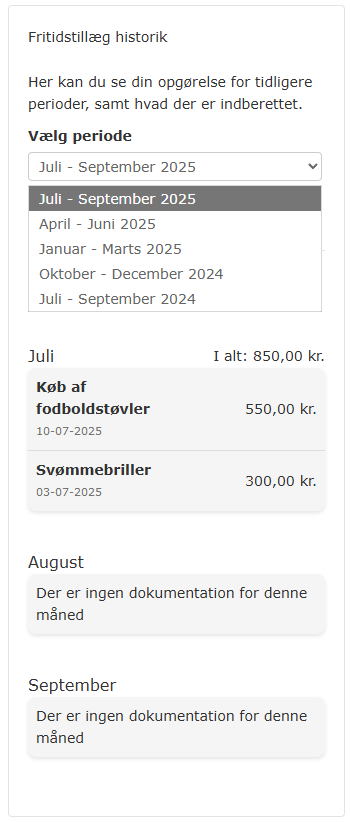 Fritidstillæg historik
Her kan du se din opgørelse for tidligere
perioder, samt hvad der er indberettet.
Vælg periode
Juli - September 2025
Juli - September 2025
April - Juni 2025
Januar - Marts 2025
Oktober - December 2024
Juli - September 2024
Juli I alt: 850,00 kr.
Køb af
fodboldstøvler 550,00 kr.
10-07-2025
Svømmebriller 300,00 kr.
03-07-2025
August
Der er ingen dokumentation for denne
måned
September
Der er ingen dokumentation for denne
måned